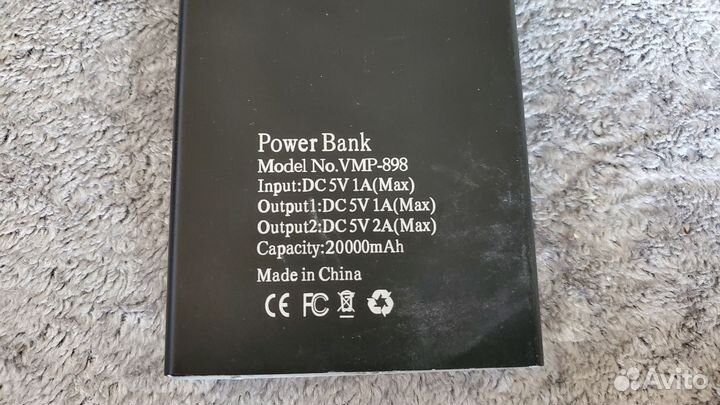 Power Bank
Model No.VMP-898
Input:DC 5V 1A(Max)
Output1:DC 5V 1A(Max)
Output2:DC 5V 2A(Max)
Capacity:20000mAh
Made in China
CE FC
Avito